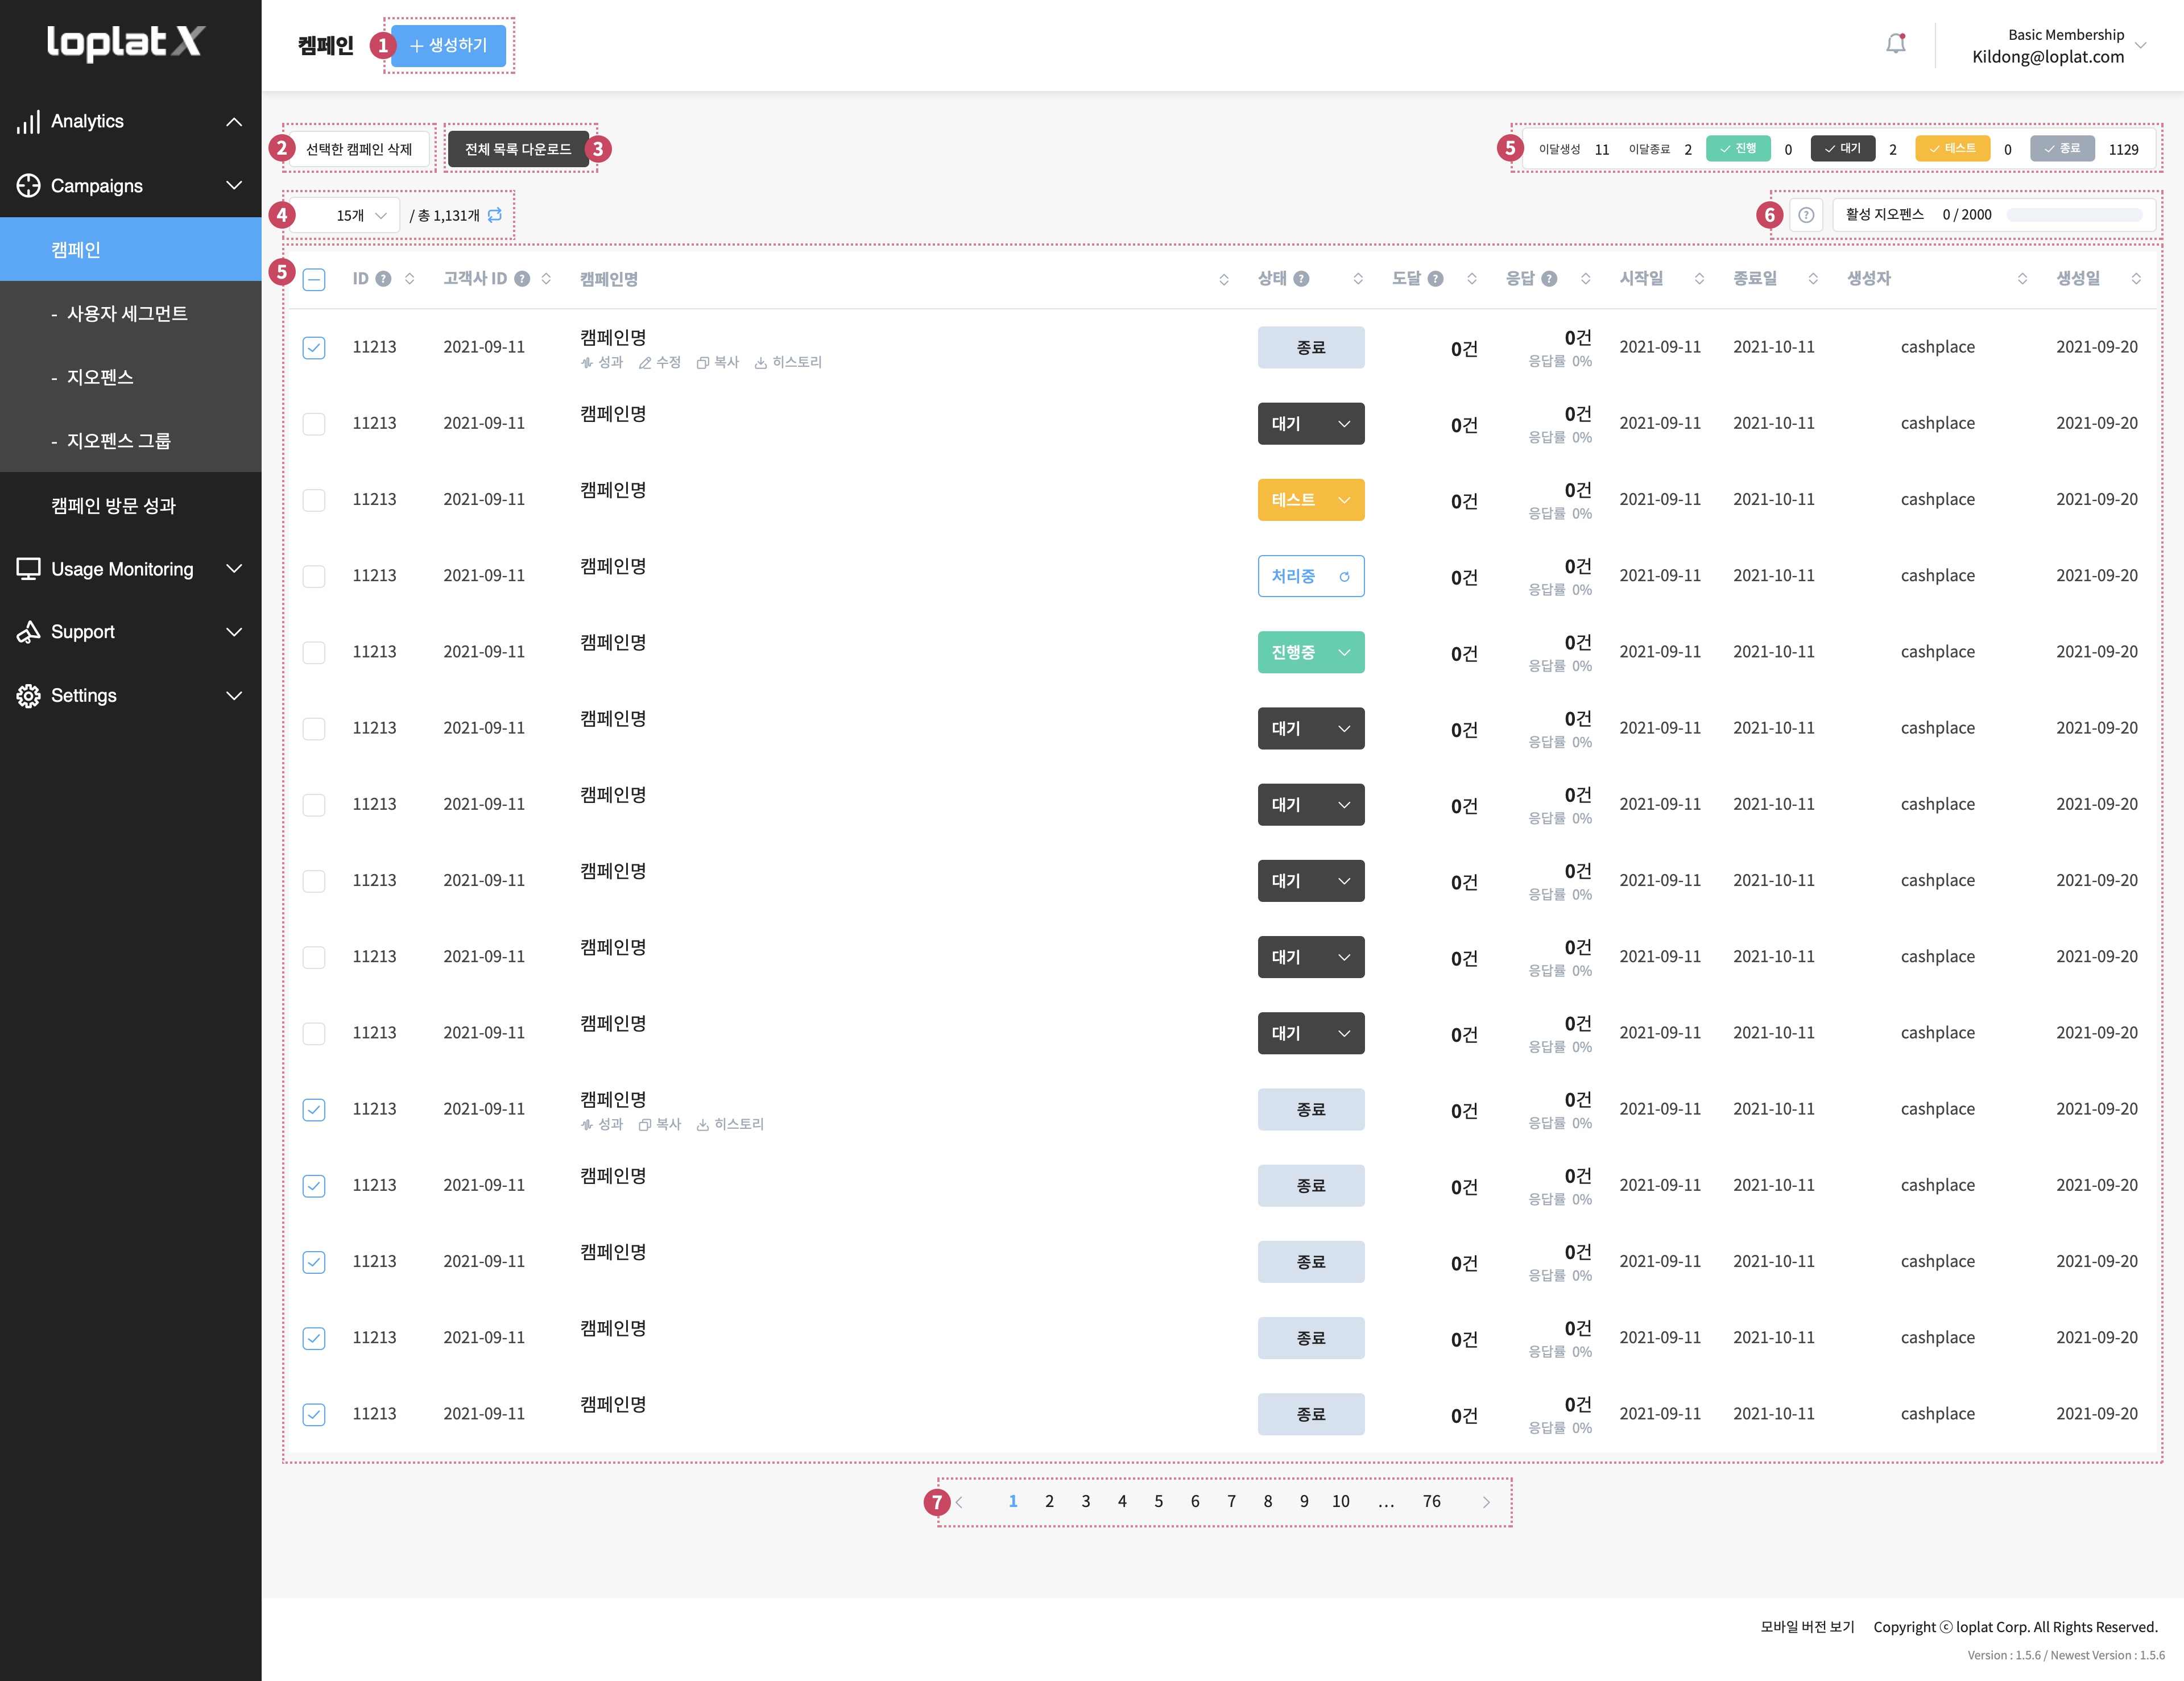 loplat X
켐페인
1
+ 생성하기
Basic Membership
Kildong@loplat.com
Analytics
Campaigns
캠페인
- 사용자 세그먼트
- 지오펜스
- 지오펜스 그룹
캠페인 방문 성과
Usage Monitoring
Support
Settings
2 선택한 캠페인 삭제 전체 목록 다운로드 3
5 이달생성 11 이달종료 2 진행 0 대기 2 테스트 0 종료 1129
4 15개 / 총 1,131개
6 ? 활성 지오펜스 0 / 2000
5 ID ? 고객사 ID ? 캠페인명 상태 ? 도달 ? 응답 ? 시작일 종료일 생성자 생성일
11213 2021-09-11 캠페인명 종료 0건 0건 2021-09-11 2021-10-11 cashplace 2021-09-20
성과 수정 복사 히스토리 응답률 0%
11213 2021-09-11 캠페인명 대기 0건 0건 2021-09-11 2021-10-11 cashplace 2021-09-20
응답률 0%
11213 2021-09-11 캠페인명 테스트 0건 0건 2021-09-11 2021-10-11 cashplace 2021-09-20
응답률 0%
11213 2021-09-11 캠페인명 처리중 0건 0건 2021-09-11 2021-10-11 cashplace 2021-09-20
응답률 0%
11213 2021-09-11 캠페인명 진행중 0건 0건 2021-09-11 2021-10-11 cashplace 2021-09-20
응답률 0%
11213 2021-09-11 캠페인명 대기 0건 0건 2021-09-11 2021-10-11 cashplace 2021-09-20
응답률 0%
11213 2021-09-11 캠페인명 대기 0건 0건 2021-09-11 2021-10-11 cashplace 2021-09-20
응답률 0%
11213 2021-09-11 캠페인명 대기 0건 0건 2021-09-11 2021-10-11 cashplace 2021-09-20
응답률 0%
11213 2021-09-11 캠페인명 대기 0건 0건 2021-09-11 2021-10-11 cashplace 2021-09-20
응답률 0%
11213 2021-09-11 캠페인명 대기 0건 0건 2021-09-11 2021-10-11 cashplace 2021-09-20
응답률 0%
11213 2021-09-11 캠페인명 종료 0건 0건 2021-09-11 2021-10-11 cashplace 2021-09-20
성과 복사 히스토리 응답률 0%
11213 2021-09-11 캠페인명 종료 0건 0건 2021-09-11 2021-10-11 cashplace 2021-09-20
응답률 0%
11213 2021-09-11 캠페인명 종료 0건 0건 2021-09-11 2021-10-11 cashplace 2021-09-20
응답률 0%
11213 2021-09-11 캠페인명 종료 0건 0건 2021-09-11 2021-10-11 cashplace 2021-09-20
응답률 0%
11213 2021-09-11 캠페인명 종료 0건 0건 2021-09-11 2021-10-11 cashplace 2021-09-20
응답률 0%
7 1 2 3 4 5 6 7 8 9 10 ... 76
모바일 버전 보기 Copyright ⓒ loplat Corp. All Rights Reserved.
Version : 1.5.6 / Newest Version : 1.5.6